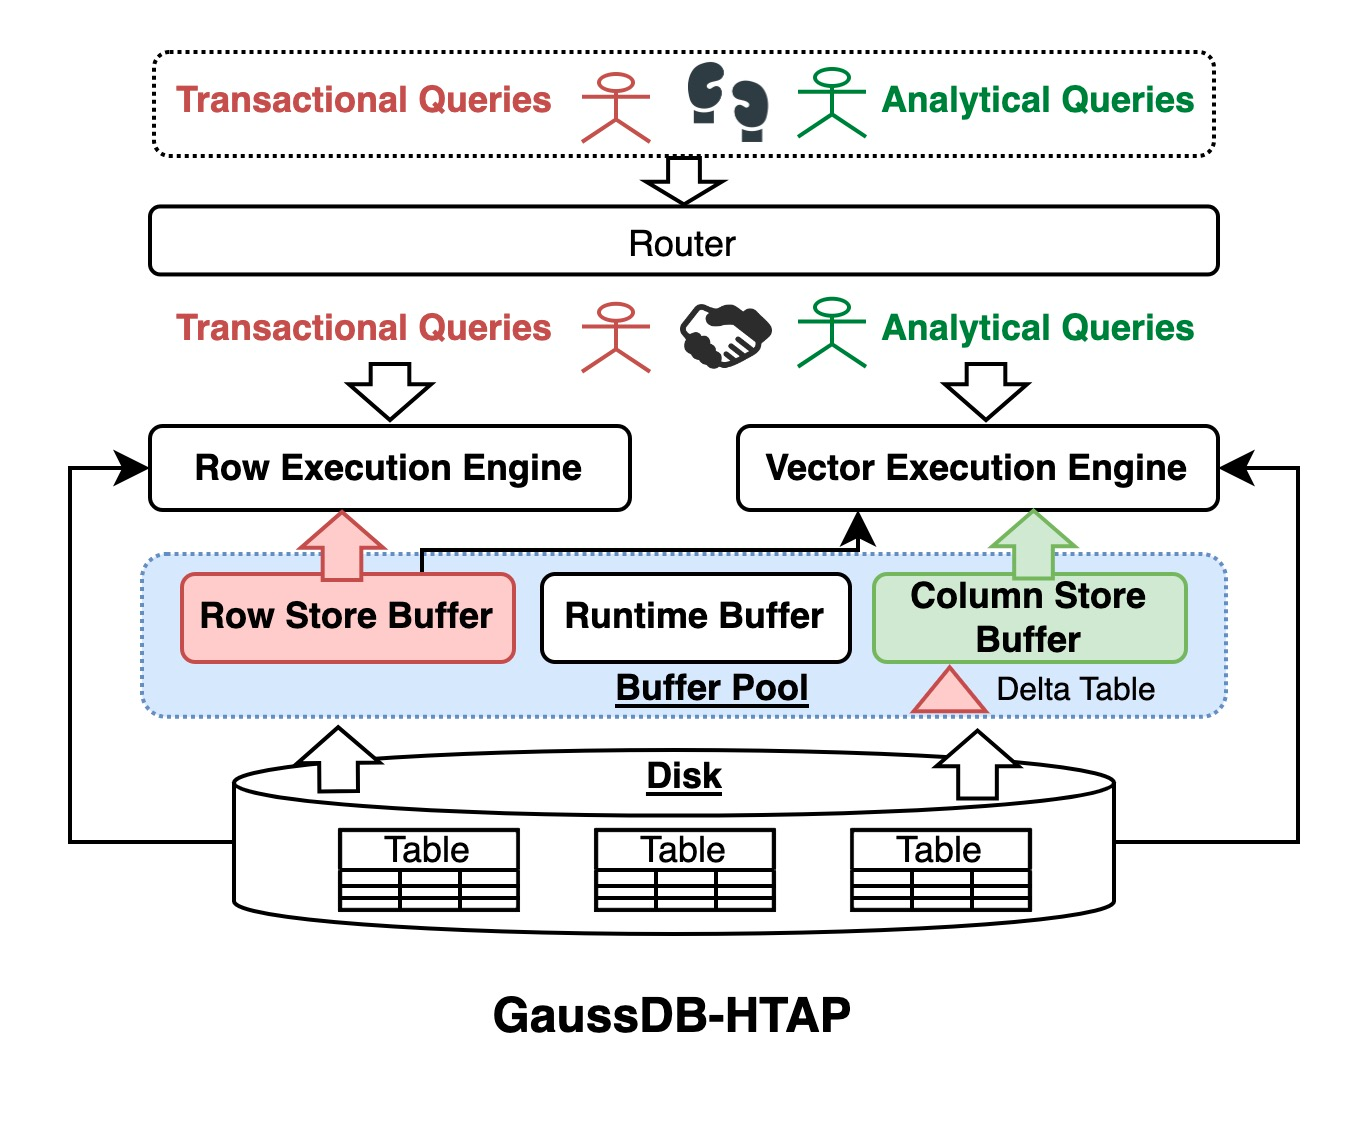 Transactional Queries
Analytical Queries
Router
Transactional Queries
Analytical Queries
Row Execution Engine
Vector Execution Engine
Row Store Buffer
Runtime Buffer
Column Store
Buffer
Buffer Pool
Delta Table
Disk
Table
Table
Table
GaussDB-HTAP